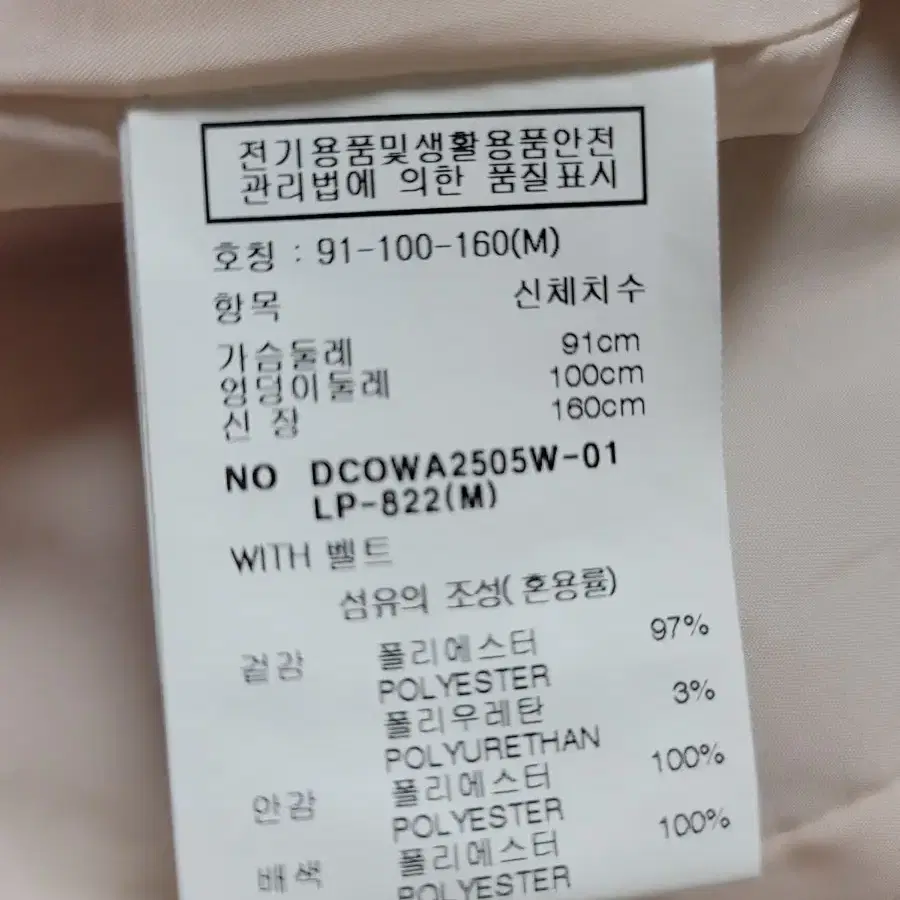 전기용품및생활용품안전
관리법에 의한 품질표시
호칭 : 91-100-160(M)
항목 신체치수
가슴둘레 91cm
엉덩이둘레 100cm
신 장 160cm
NO DCOWA2505W-01
LP-822(M)
WITH 벨트
섬유의 조성(혼용률)
겉감 폴리에스터 97%
POLYESTER
폴리우레탄 3%
POLYURETHAN
안감 폴리에스터 100%
POLYESTER
배색 폴리에스터 100%
POLYESTER